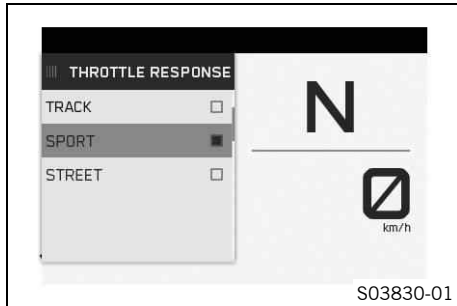 THROTTLE RESPONSE
TRACK
SPORT
STREET
N
0
km/h
S03830-01